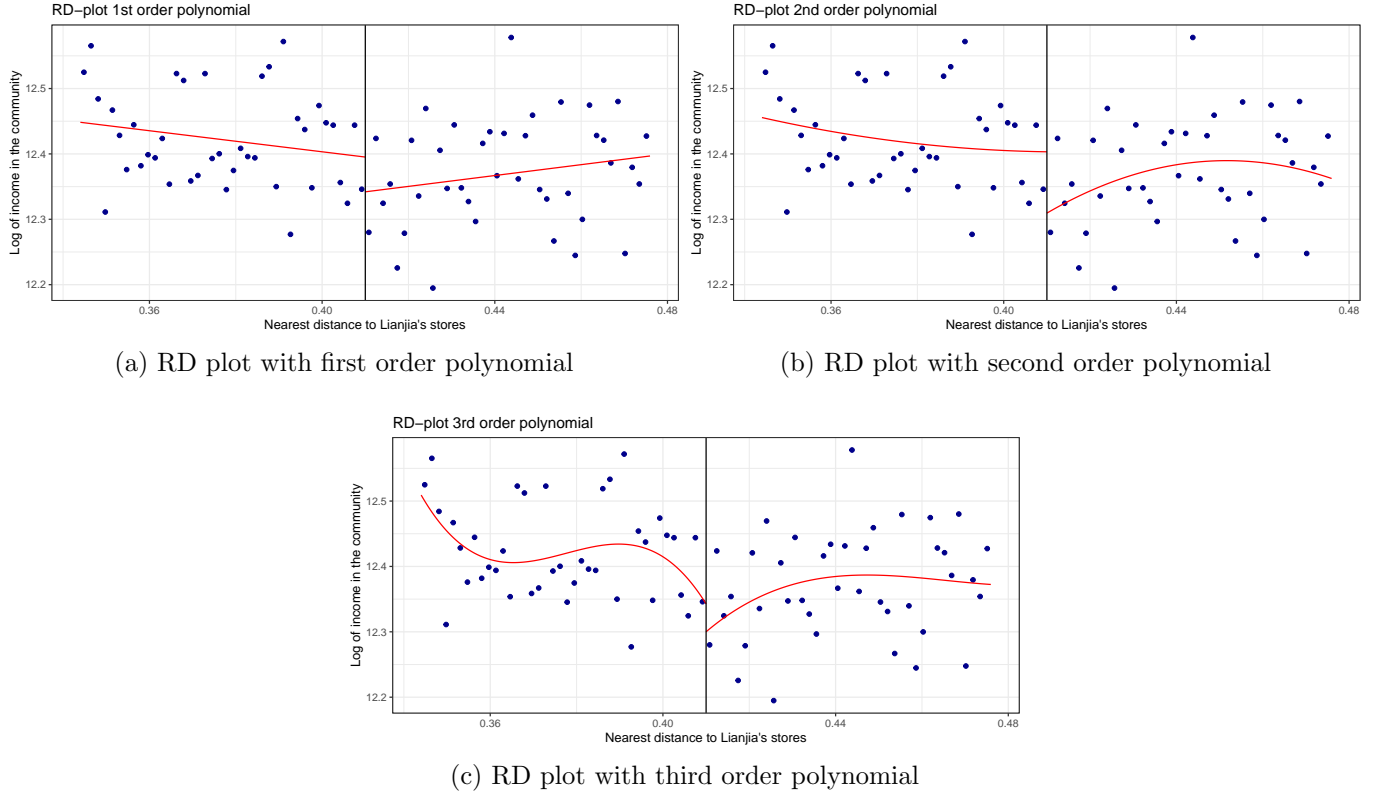 RD−plot 1st order polynomial
Log of income in the community
12.5
12.4
12.3
12.2
0.36
0.40
0.44
0.48
Nearest distance to Lianjia's stores
(a) RD plot with first order polynomial
RD−plot 2nd order polynomial
Log of income in the community
12.5
12.4
12.3
12.2
0.36
0.40
0.44
0.48
Nearest distance to Lianjia's stores
(b) RD plot with second order polynomial
RD−plot 3rd order polynomial
Log of income in the community
12.5
12.4
12.3
12.2
0.36
0.40
0.44
0.48
Nearest distance to Lianjia's stores
(c) RD plot with third order polynomial